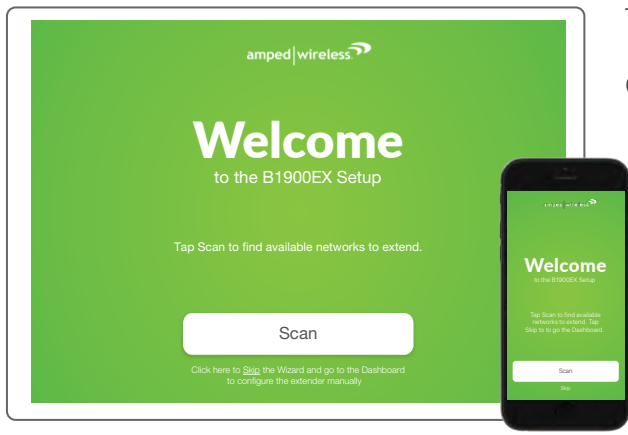 amped|wireless
Welcome
to the B1900EX Setup
Tap Scan to find available networks to extend.
Scan
Click here to Skip the Wizard and go to the Dashboard
to configure the extender manually
amped|wireless
Welcome
to the B1900EX Setup
Tap Scan to find available
networks to extend. Tap
Skip to to go the Dashboard.
Scan
Skip